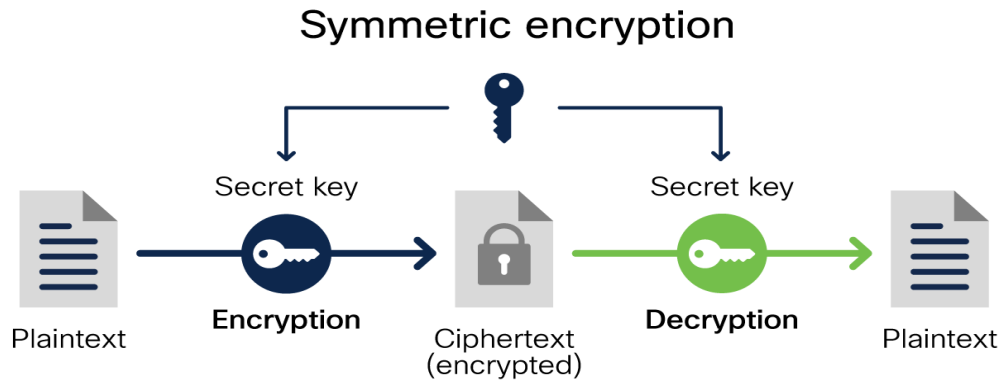 Symmetric encryption
Secret key
Secret key
Encryption
Decryption
Plaintext
Ciphertext
(encrypted)
Plaintext